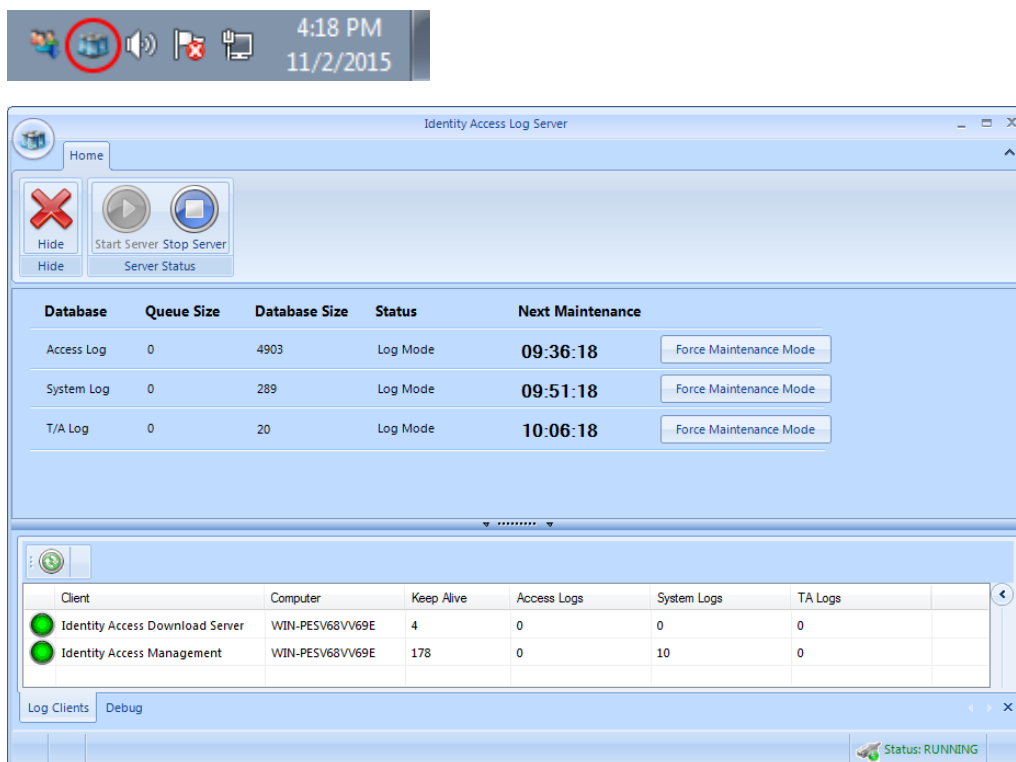 4:18 PM
11/2/2015
Identity Access Log Server
Home
Hide
Start Server Stop Server
Hide
Server Status
Database Queue Size Database Size Status Next Maintenance
Access Log 0 4903 Log Mode 09:36:18 Force Maintenance Mode
System Log 0 289 Log Mode 09:51:18 Force Maintenance Mode
T/A Log 0 20 Log Mode 10:06:18 Force Maintenance Mode
Client Computer Keep Alive Access Logs System Logs TA Logs
Identity Access Download Server WIN-PESV68VV69E 4 0 0 0
Identity Access Management WIN-PESV68VV69E 178 0 10 0
Log Clients Debug
Status: RUNNING